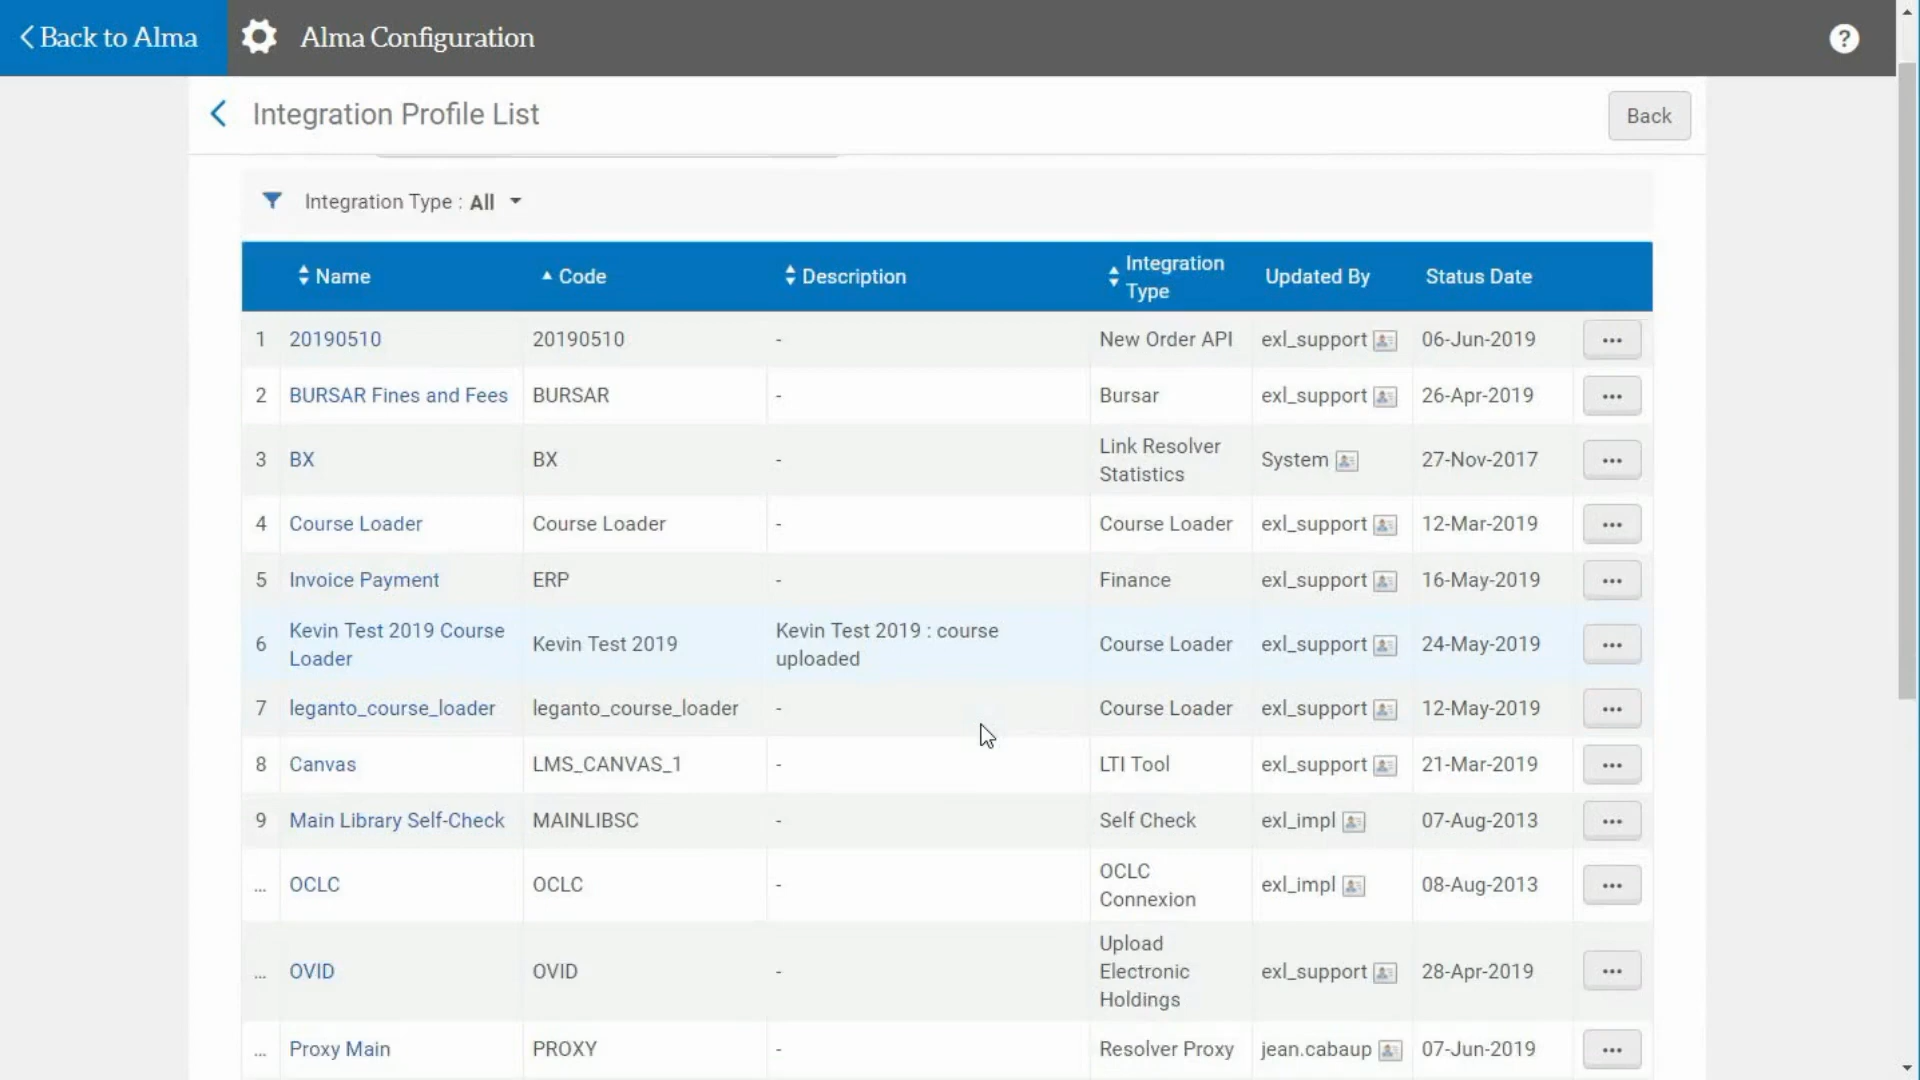 Back to Alma
Alma Configuration
?
Integration Profile List
Back
Integration Type : All
Name Code Description Integration Type Updated By Status Date
1 20190510 20190510 - New Order API exl_support 06-Jun-2019 ...
2 BURSAR Fines and Fees BURSAR - Bursar exl_support 26-Apr-2019 ...
3 BX BX - Link Resolver Statistics System 27-Nov-2017 ...
4 Course Loader Course Loader - Course Loader exl_support 12-Mar-2019 ...
5 Invoice Payment ERP - Finance exl_support 16-May-2019 ...
6 Kevin Test 2019 Course Loader Kevin Test 2019 Kevin Test 2019 : course uploaded Course Loader exl_support 24-May-2019 ...
7 leganto_course_loader leganto_course_loader - Course Loader exl_support 12-May-2019 ...
8 Canvas LMS_CANVAS_1 - LTI Tool exl_support 21-Mar-2019 ...
9 Main Library Self-Check MAINLIBSC - Self Check exl_impl 07-Aug-2013 ...
... OCLC OCLC - OCLC Connexion exl_impl 08-Aug-2013 ...
... OVID OVID - Upload Electronic Holdings exl_support 28-Apr-2019 ...
... Proxy Main PROXY - Resolver Proxy jean.cabaup 07-Jun-2019 ...